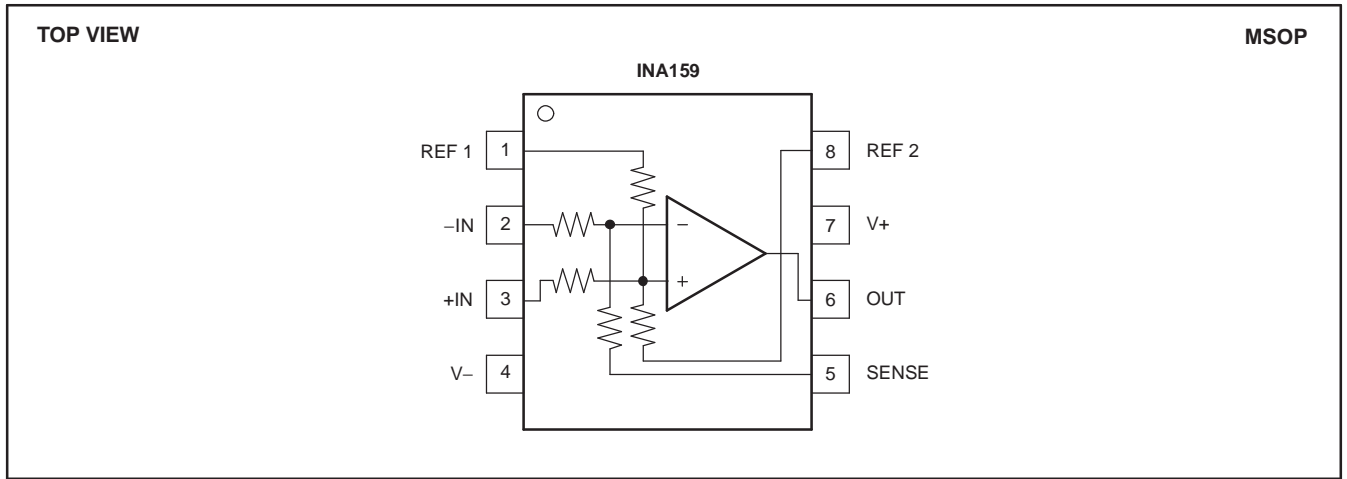 TOP VIEW
MSOP
INA159
REF 1 1
8 REF 2
−IN 2
−
7 V+
+IN 3
+
6 OUT
V− 4
5 SENSE